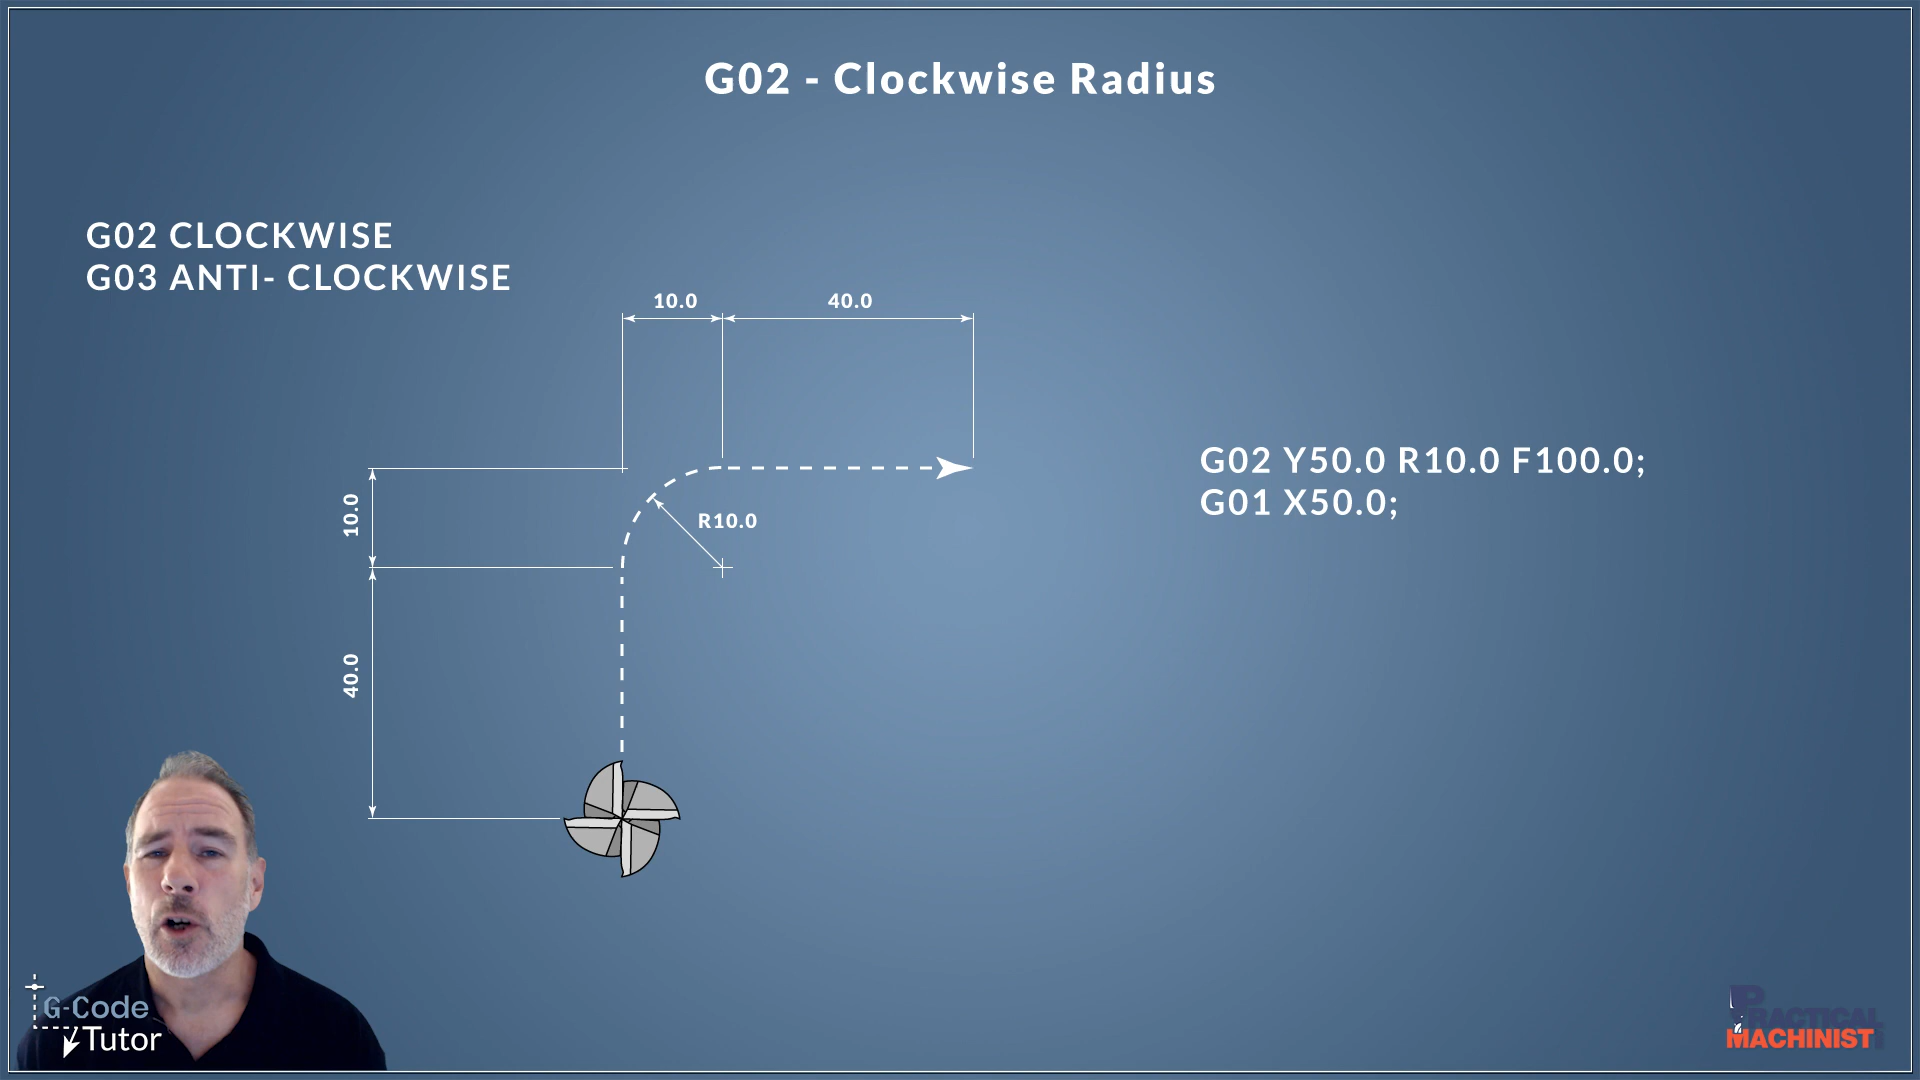 G02 - Clockwise Radius
G02 CLOCKWISE
G03 ANTI- CLOCKWISE
10.0
40.0
10.0
R10.0
40.0
G02 Y50.0 R10.0 F100.0;
G01 X50.0;
G-Code
Tutor
PRACTICAL
MACHINIST